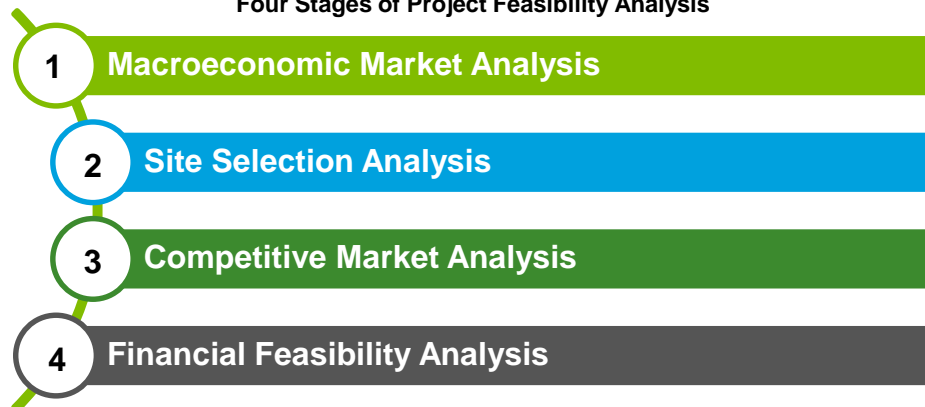 Four Stages of Project Feasibility Analysis
1 Macroeconomic Market Analysis
2 Site Selection Analysis
3 Competitive Market Analysis
4 Financial Feasibility Analysis